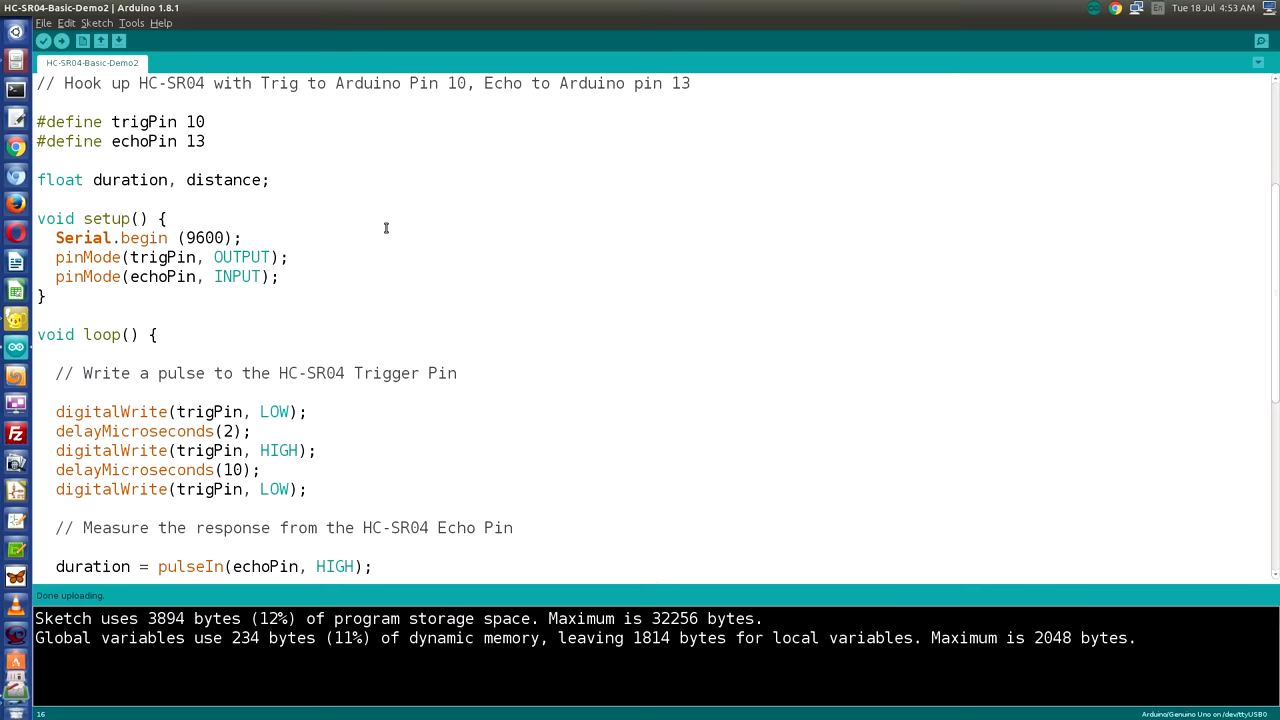 HC-SR04-Basic-Demo2 | Arduino 1.8.1
En
Tue 18 Jul 4:53 AM
File Edit Sketch Tools Help
HC-SR04-Basic-Demo2
// Hook up HC-SR04 with Trig to Arduino Pin 10, Echo to Arduino pin 13
#define trigPin 10
#define echoPin 13
float duration, distance;
void setup() {
Serial.begin (9600);
pinMode(trigPin, OUTPUT);
pinMode(echoPin, INPUT);
}
void loop() {
// Write a pulse to the HC-SR04 Trigger Pin
digitalWrite(trigPin, LOW);
delayMicroseconds(2);
digitalWrite(trigPin, HIGH);
delayMicroseconds(10);
digitalWrite(trigPin, LOW);
// Measure the response from the HC-SR04 Echo Pin
duration = pulseIn(echoPin, HIGH);
Done uploading.
Sketch uses 3894 bytes (12%) of program storage space. Maximum is 32256 bytes.
Global variables use 234 bytes (11%) of dynamic memory, leaving 1814 bytes for local variables. Maximum is 2048 bytes.
16
Arduino/Genuino Uno on /dev/ttyUSB0
Fz